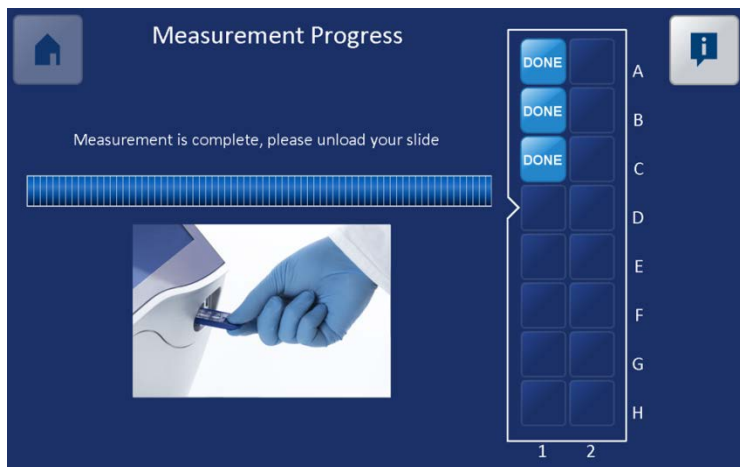 Measurement Progress
i
DONE
A
DONE
B
Measurement is complete, please unload your slide
DONE
C
D
E
F
G
H
1 2